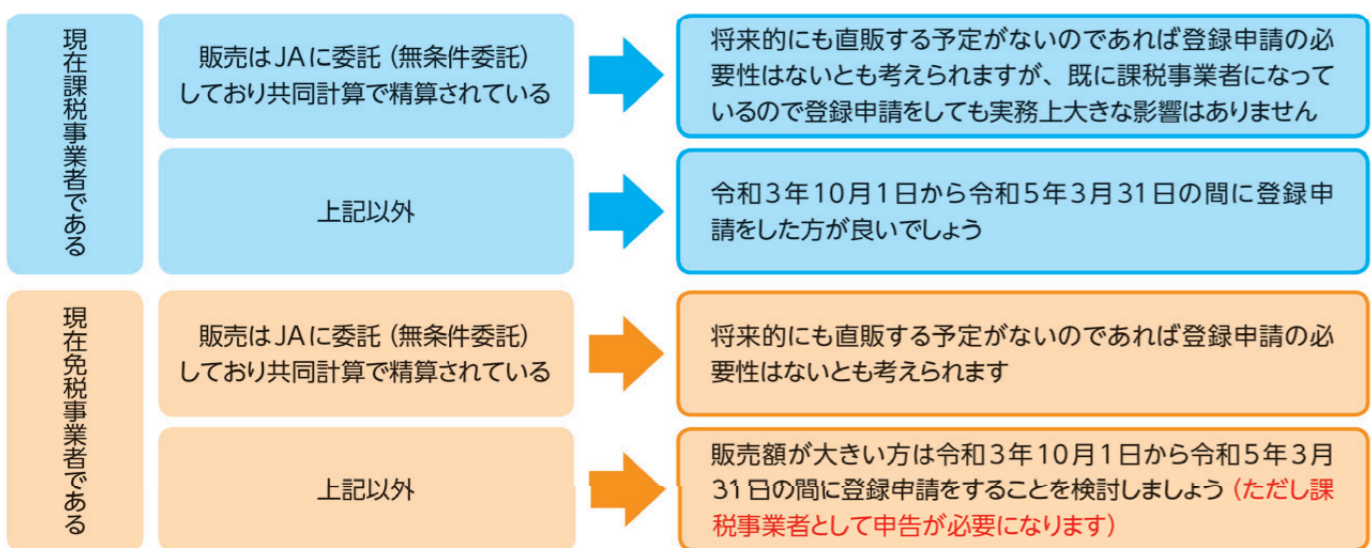 現在課税事業者である
販売はJAに委託（無条件委託）
しており共同計算で精算されている
将来的にも直販する予定がないのであれば登録申請の必
要性はないとも考えられますが、既に課税事業者になって
いるので登録申請をしても実務上大きな影響はありません
上記以外
令和3年10月1日から令和5年3月31日の間に登録申
請をした方が良いでしょう
現在免税事業者である
販売はJAに委託（無条件委託）
しており共同計算で精算されている
将来的にも直販する予定がないのであれば登録申請の必
要性はないとも考えられます
上記以外
販売額が大きい方は令和3年10月1日から令和5年3月
31日の間に登録申請をすることを検討しましょう（ただし課
税事業者として申告が必要になります）